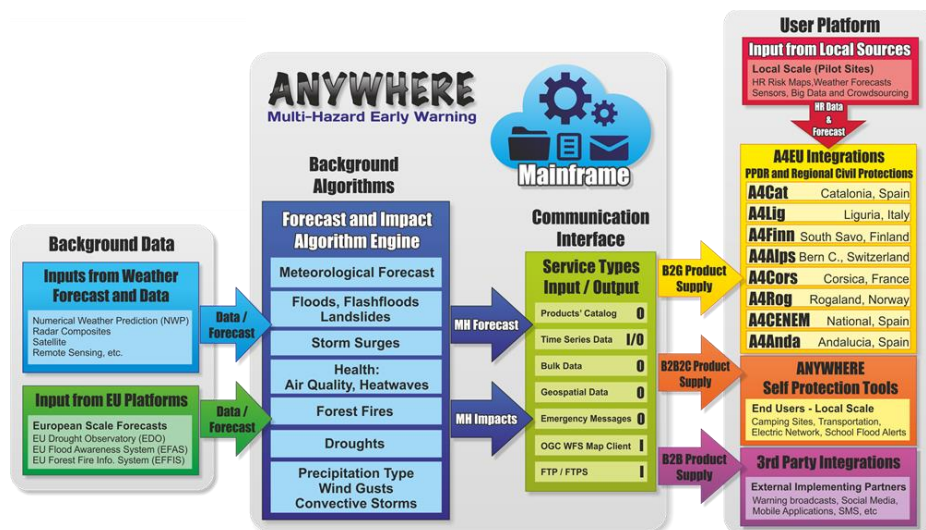 User Platform
Input from Local Sources
Local Scale (Pilot Sites)
HR Risk Maps,Weather Forecasts
Sensors, Big Data and Crowdsourcing
HR Data
&
Forecast
ANYWHERE
Multi-Hazard Early Warning
Mainframe
Background
Algorithms
Forecast and Impact
Algorithm Engine
Meteorological Forecast
Floods, Flashfloods
Landslides
Storm Surges
Health:
Air Quality, Heatwaves
Forest Fires
Droughts
Precipitation Type
Wind Gusts
Convective Storms
Background Data
Inputs from Weather
Forecast and Data
Numerical Weather Prediction (NWP)
Radar Composites
Satellite
Remote Sensing, etc.
Data /
Forecast
Input from EU Platforms
European Scale Forecasts
EU Drought Observatory (EDO)
EU Flood Awareness System (EFAS)
EU Forest Fire Info. System (EFFIS)
Data /
Forecast
MH Forecast
MH Impacts
Communication
Interface
Service Types
Input / Output
Products' Catalog O
Time Series Data I/O
Bulk Data O
Geospatial Data O
Emergency Messages O
OGC WFS Map Client I
FTP / FTPS I
B2G Product
Supply
B2B2C Product
Supply
B2B Product
Supply
A4EU Integrations
PPDR and Regional Civil Protections
A4Cat Catalonia, Spain
A4Lig Liguria, Italy
A4Finn South Savo, Finland
A4Alps Bern C., Switzerland
A4Cors Corsica, France
A4Rog Rogaland, Norway
A4CENEM National, Spain
A4Anda Andalucia, Spain
ANYWHERE
Self Protection Tools
End Users - Local Scale
Camping Sites, Transportation,
Electric Network, School Flood Alerts
3rd Party Integrations
External Implementing Partners
Warning broadcasts, Social Media,
Mobile Applications, SMS, etc